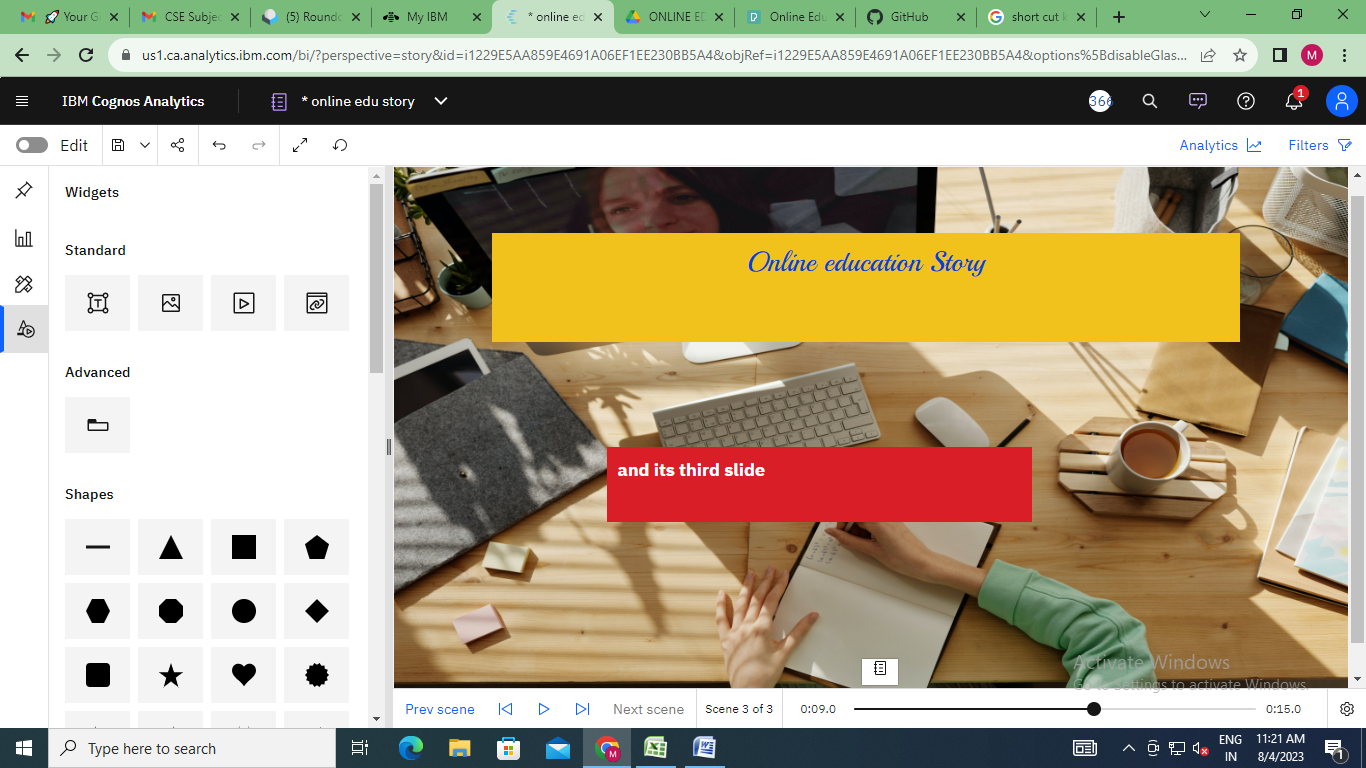 🚀 Your G
CSE Subje
(5) Roundc
My IBM
* online ed
ONLINE ED
Online Edu
GitHub
short cut k
us1.ca.analytics.ibm.com/bi/?perspective=story&id=i1229E5AA859E4691A06EF1EE230BB5A4&objRef=i1229E5AA859E4691A06EF1EE230BB5A4&options%5BdisableGlas...
M
IBM Cognos Analytics
* online edu story
366
1
Edit
Analytics
Filters
Widgets
Standard
Advanced
Shapes
Online education Story
and its third slide
Activate Windows
Go to Settings to activate Windows.
Prev scene
Next scene
Scene 3 of 3
0:09.0
0:15.0
Type here to search
M
ENG
IN
11:21 AM
8/4/2023
1